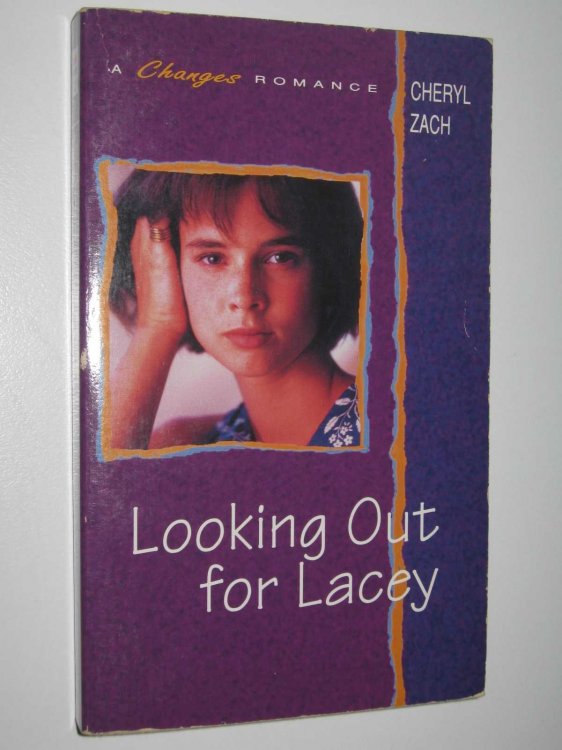 A Changes ROMANCE
CHERYL
ZACH
Looking Out
for Lacey